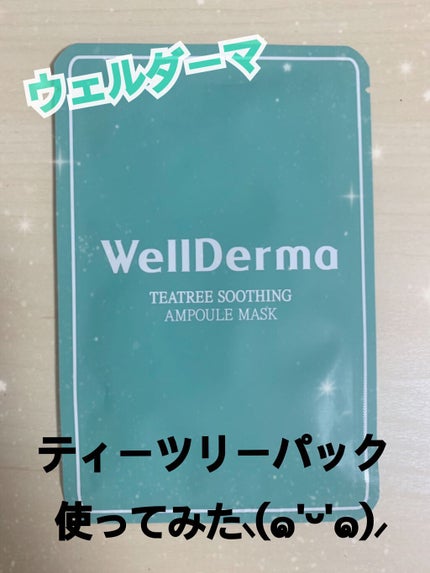 ウェルダーマ
WellDerma
TEATREE SOOTHING
AMPOULE MASK
ティーツリーパック
使ってみたヽ(๑'ᵕ'๑)ﾉ